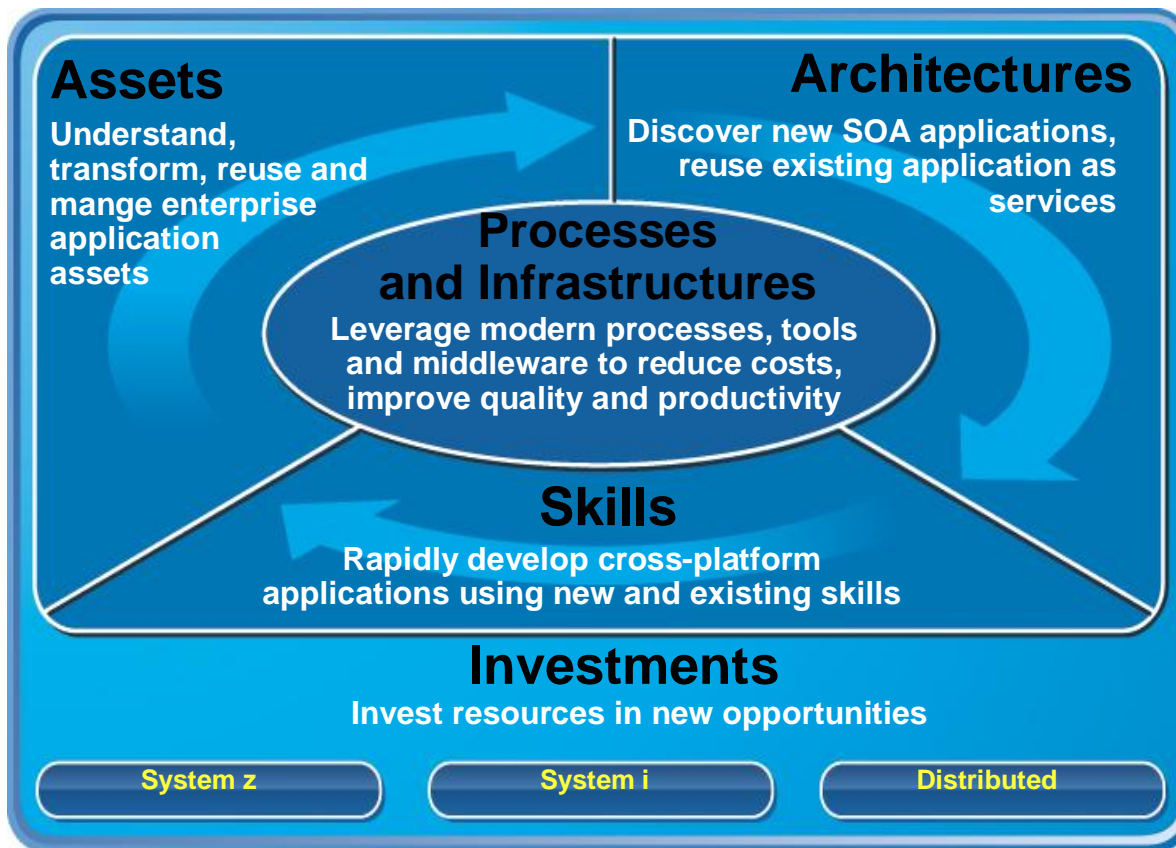 Assets
Understand,
transform, reuse and
mange enterprise
application
assets
Architectures
Discover new SOA applications,
reuse existing application as
services
Processes
and Infrastructures
Leverage modern processes, tools
and middleware to reduce costs,
improve quality and productivity
Skills
Rapidly develop cross-platform
applications using new and existing skills
Investments
Invest resources in new opportunities
System z
System i
Distributed